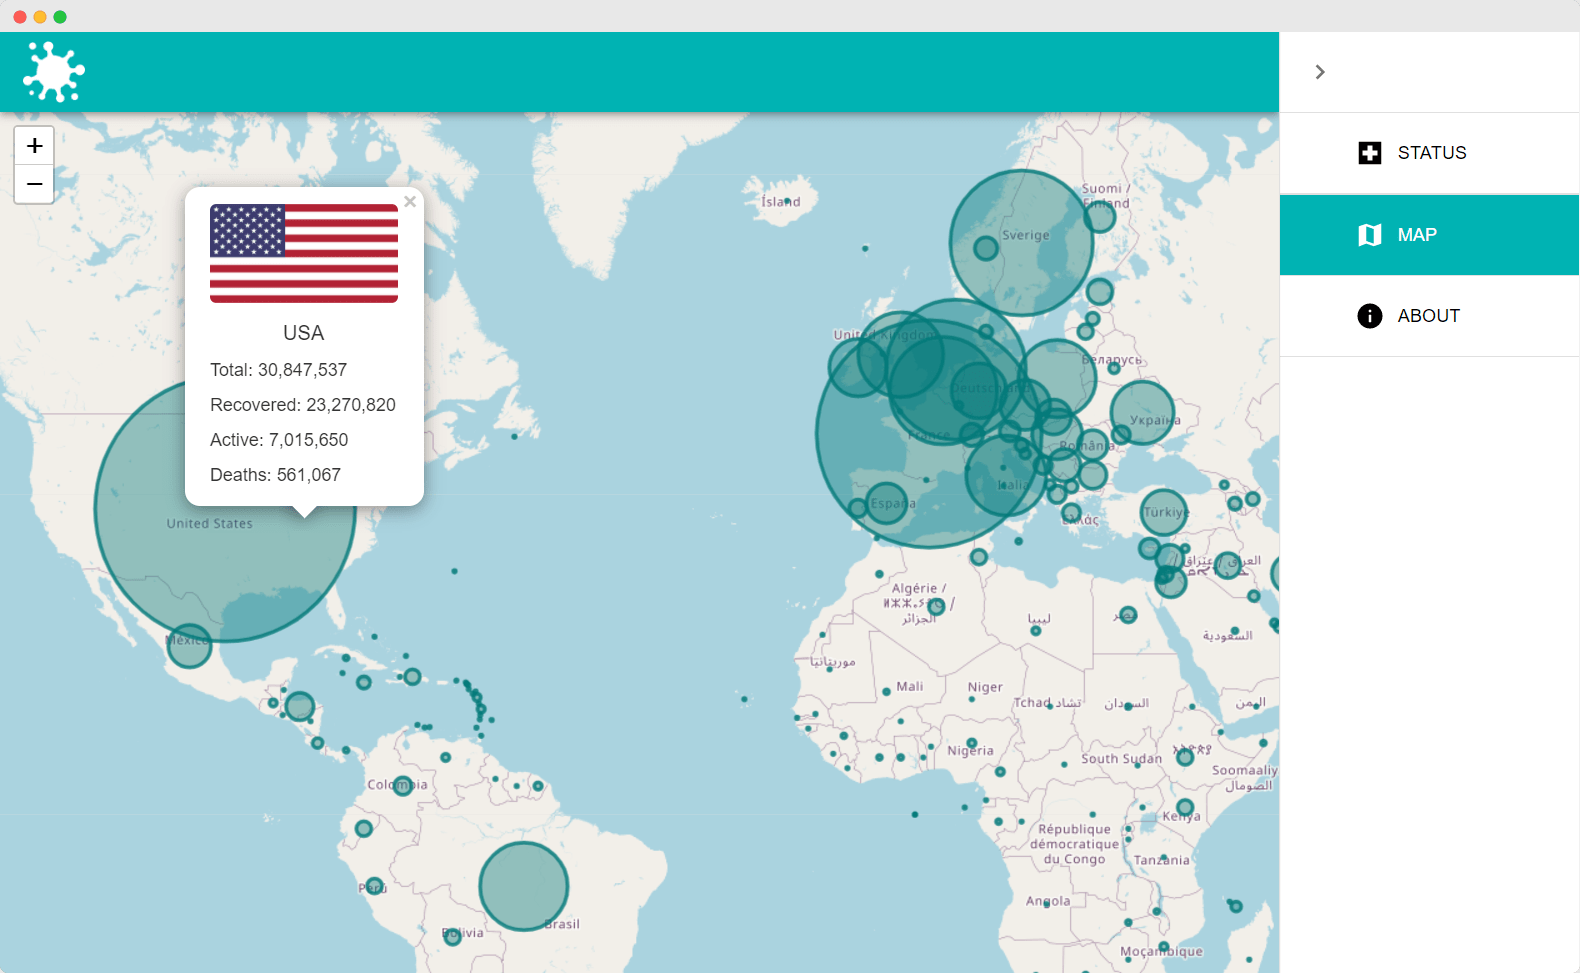 +
−
×
USA
Total: 30,847,537
Recovered: 23,270,820
Active: 7,015,650
Deaths: 561,067
United States
México
Colombia
Perú
Bolivia
Brasil
Ísland
Suomi /
Finland
Sverige
United Kingdom
Беларусь
Deutschland
Україна
France
România
Italia
España
Ελλάς
Türkiye
العراق
Algérie /
الجزائر
ليبيا
مصر
السعودية
موريتانيا
Mali
Niger
Tchad تشاد
السودان
اليمن
Nigeria
South Sudan
Soomaaliy
الصومال
Kenya
République
démocratique
du Congo
Tanzania
Angola
Moçambique
STATUS
MAP
ABOUT